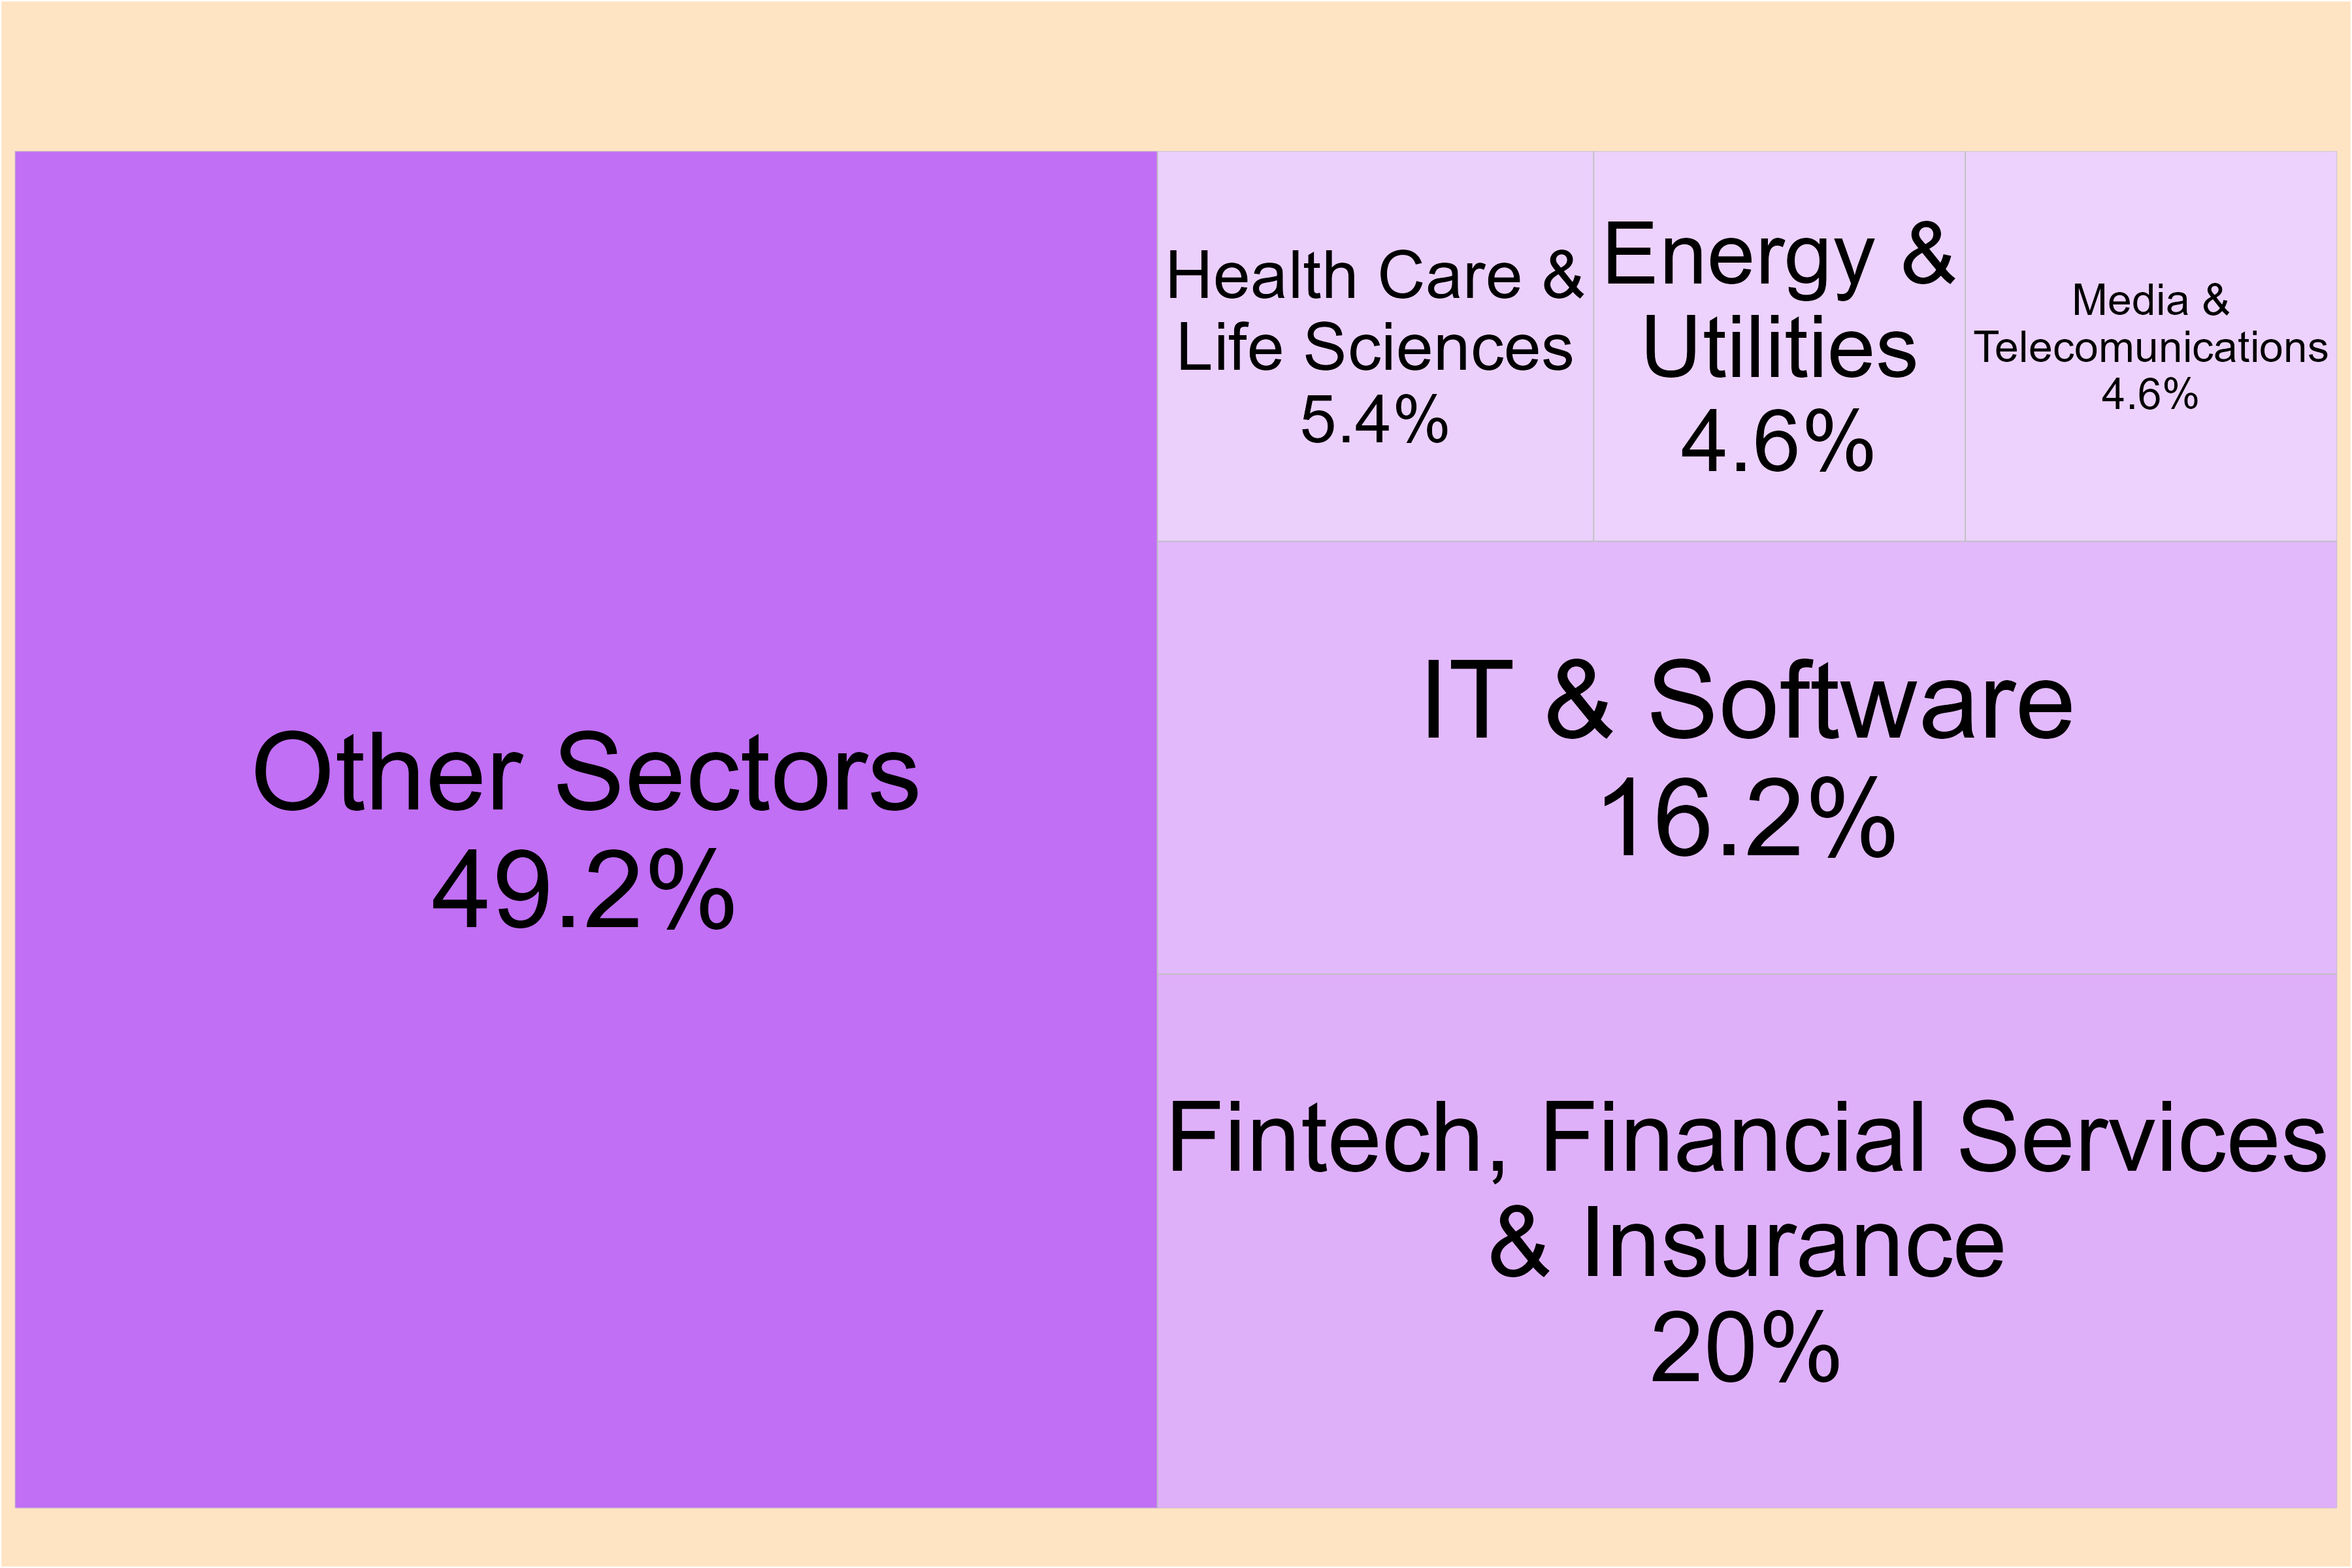 Other Sectors
49.2%
Health Care &
Life Sciences
5.4%
Energy &
Utilities
4.6%
Media &
Telecomunications
4.6%
IT & Software
16.2%
Fintech, Financial Services
& Insurance
20%